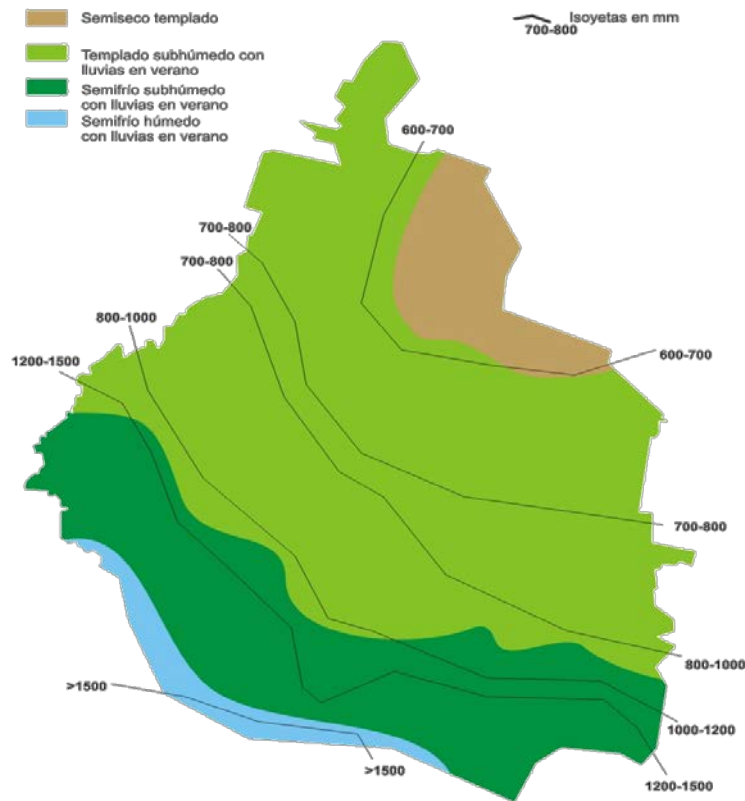 Semiseco templado
Templado subhúmedo con
lluvias en verano
Semifrío subhúmedo
con lluvias en verano
Semifrío húmedo
con lluvias en verano
Isoyetas en mm
700-800
600-700
700-800
700-800
800-1000
1200-1500
600-700
700-800
800-1000
>1500
1000-1200
>1500
1200-1500